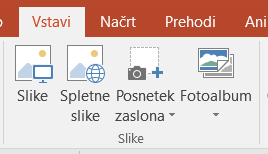 Vstavi Načrt Prehodi Ani
Slike Spletne slike Posnetek zaslona Fotoalbum
Slike